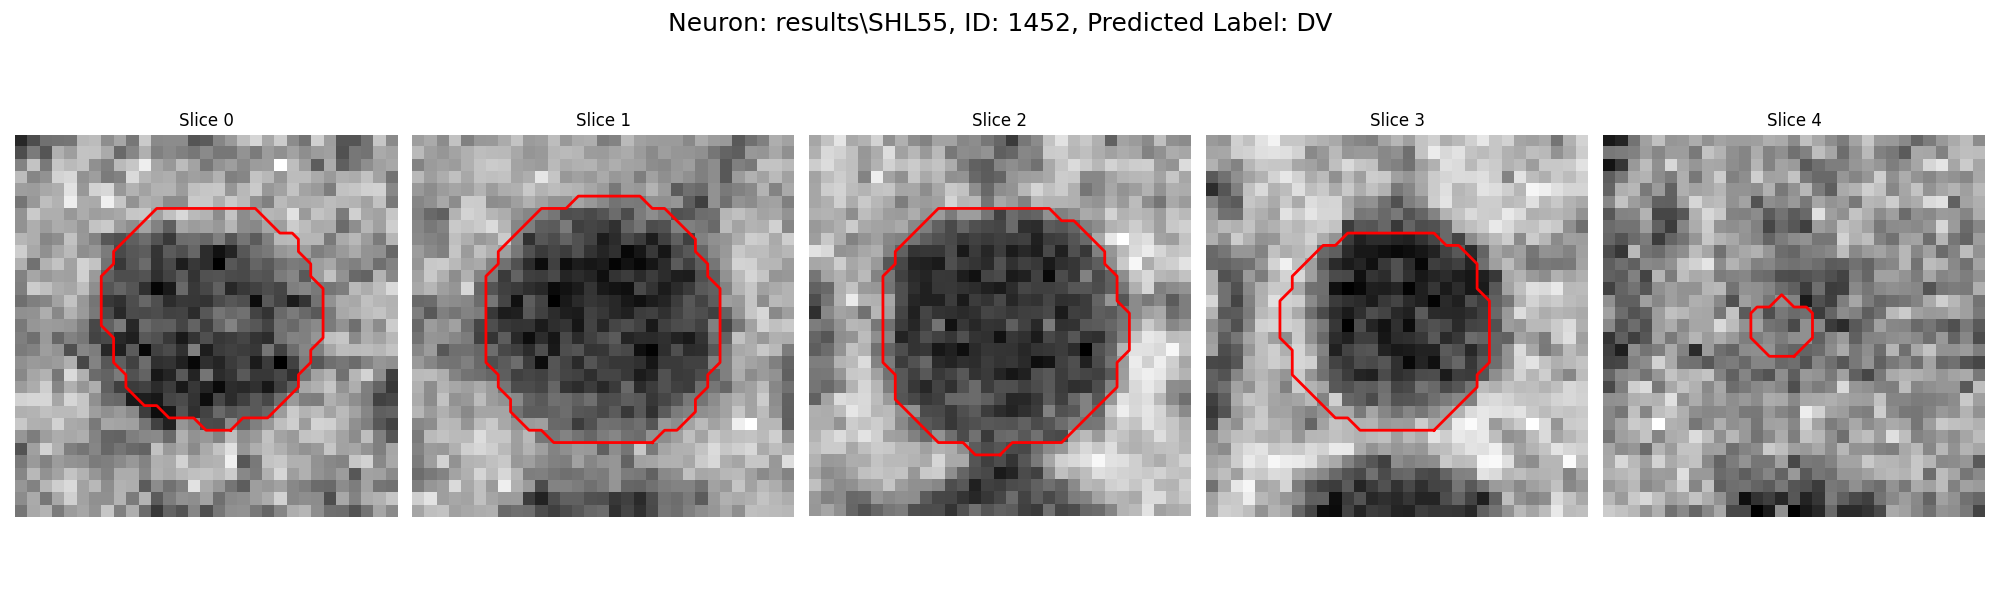 Neuron: results\SHL55, ID: 1452, Predicted Label: DV
Slice 0
Slice 1
Slice 2
Slice 3
Slice 4